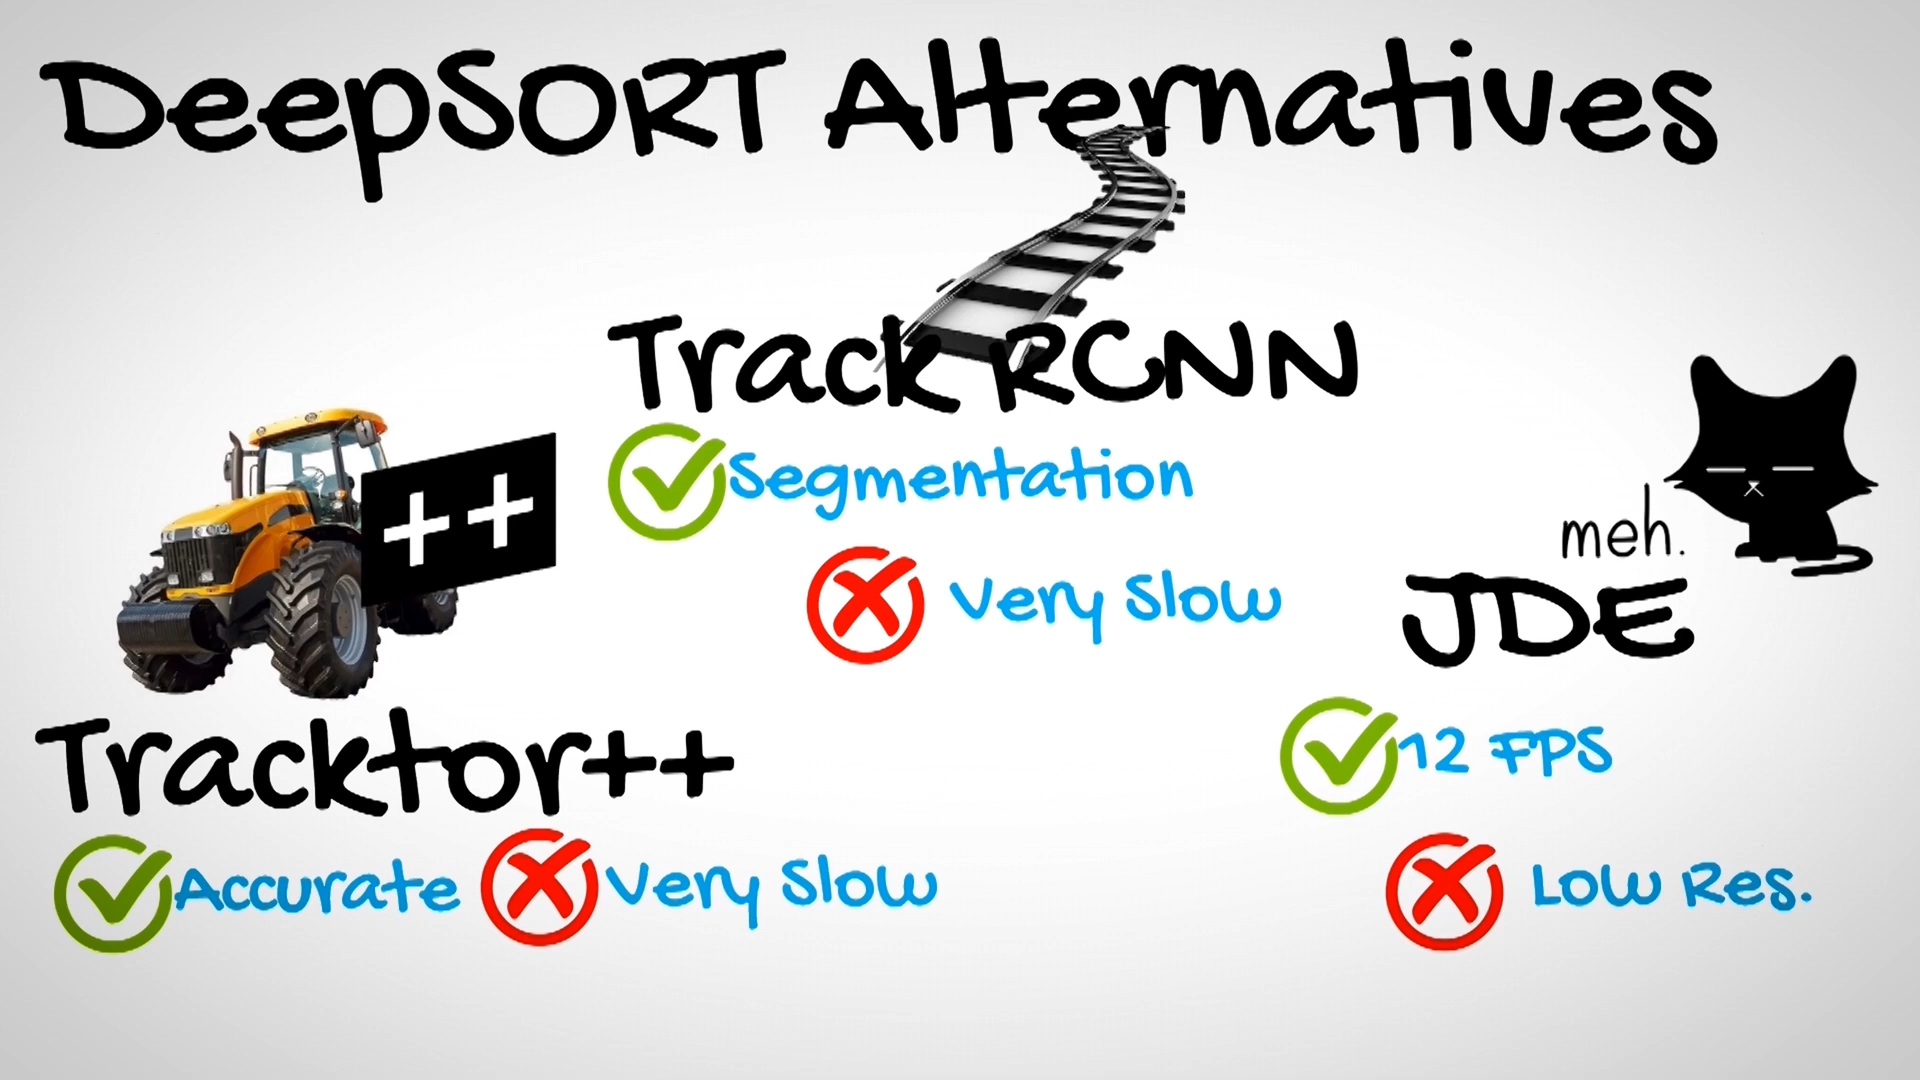 DeepSORT Alternatives
Track RCNN
Segmentation
Very Slow
++
Tracktor++
Accurate
Very Slow
meh.
JDE
12 FPS
Low Res.